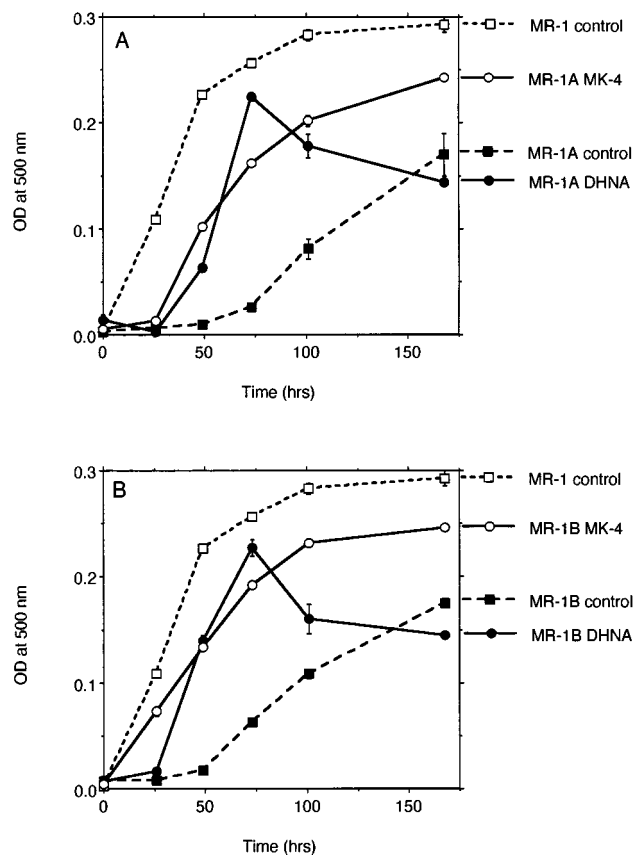 A
0.3
0.2
0.1
0.0
OD at 500 nm
0
50
100
150
Time (hrs)
MR-1 control
MR-1A MK-4
MR-1A control
MR-1A DHNA
B
0.3
0.2
0.1
0.0
OD at 500 nm
0
50
100
150
Time (hrs)
MR-1 control
MR-1B MK-4
MR-1B control
MR-1B DHNA